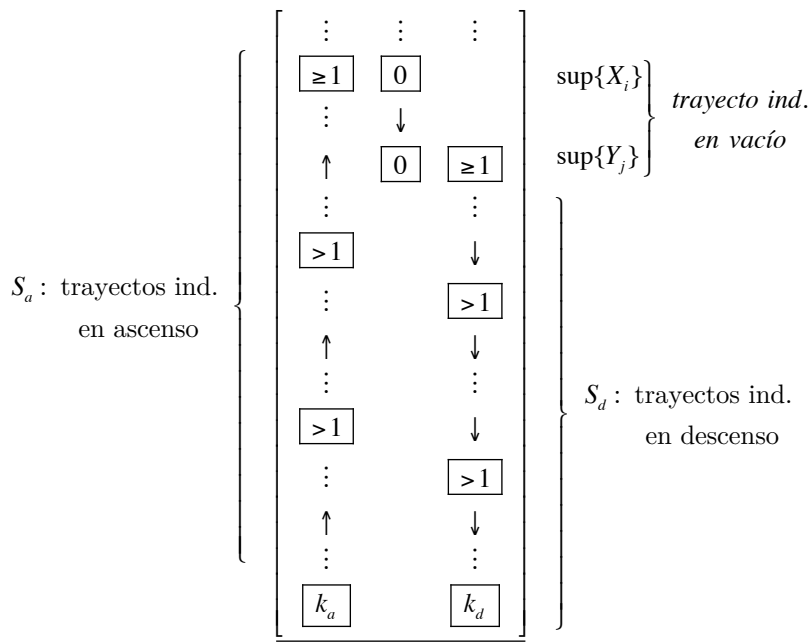 ⋮ ⋮ ⋮
≥1 0 sup{X_i}
⋮ ↓ trayecto ind.
en vacío
↑ 0 ≥1 sup{Y_j}
⋮ ⋮
>1 ↓
S_a: trayectos ind.
en ascenso
⋮ >1
↑ ↓
⋮ ⋮
S_d: trayectos ind.
en descenso
>1 ↓
⋮ >1
↑ ↓
⋮ ⋮
k_a k_d